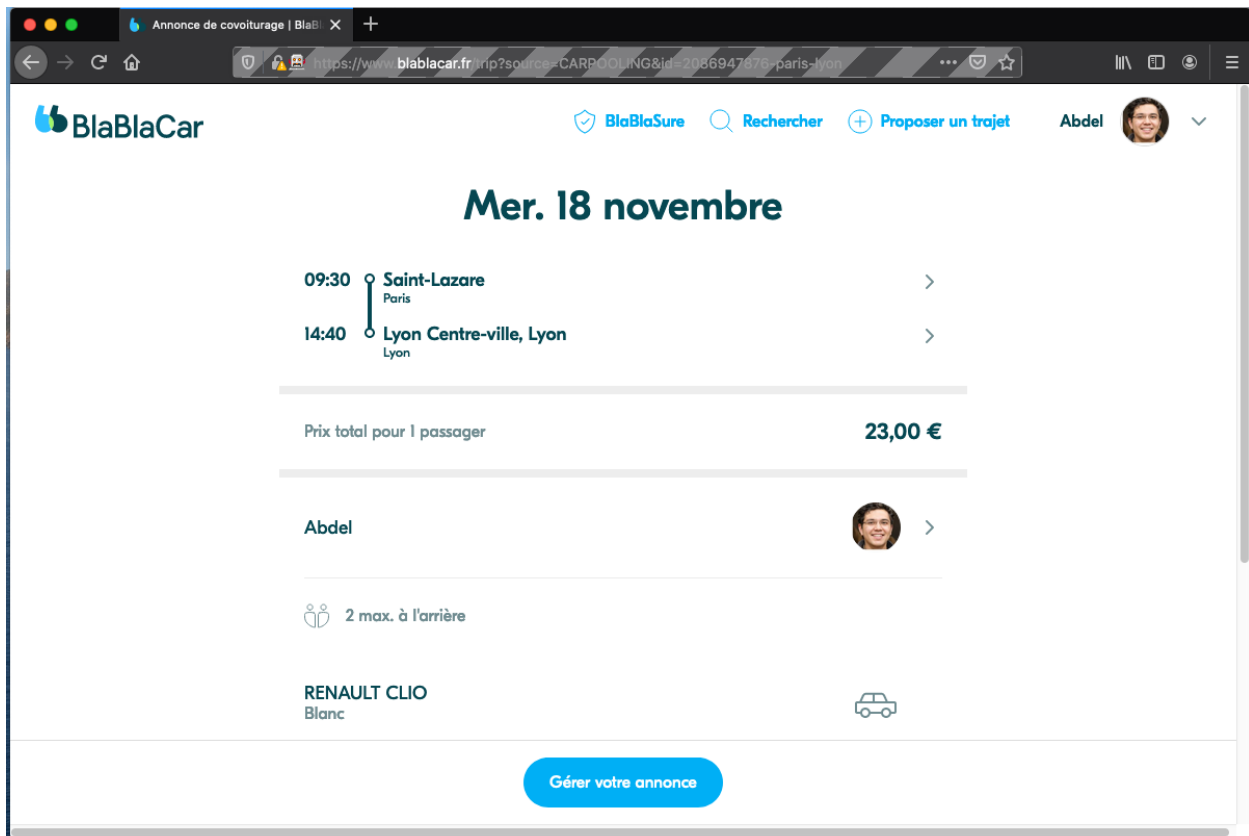 Annonce de covoiturage | BlaBl
https://www.blablacar.fr/trip?source=CARPOOLING&id=2086947876-paris-lyon
BlaBlaCar
BlaBlaSure
Rechercher
Proposer un trajet
Abdel
Mer. 18 novembre
09:30 Saint-Lazare
Paris
14:40 Lyon Centre-ville, Lyon
Lyon
Prix total pour 1 passager 23,00 €
Abdel
2 max. à l'arrière
RENAULT CLIO
Blanc
Gérer votre annonce